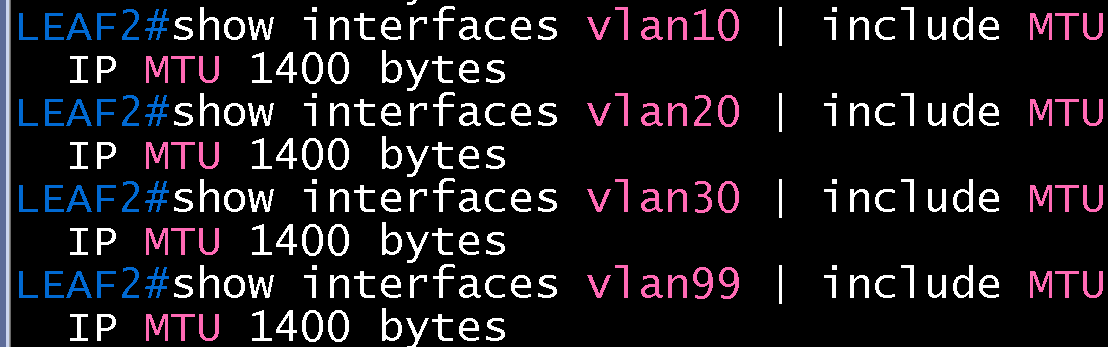 LEAF2#show interfaces vlan10 | include MTU
IP MTU 1400 bytes
LEAF2#show interfaces vlan20 | include MTU
IP MTU 1400 bytes
LEAF2#show interfaces vlan30 | include MTU
IP MTU 1400 bytes
LEAF2#show interfaces vlan99 | include MTU
IP MTU 1400 bytes